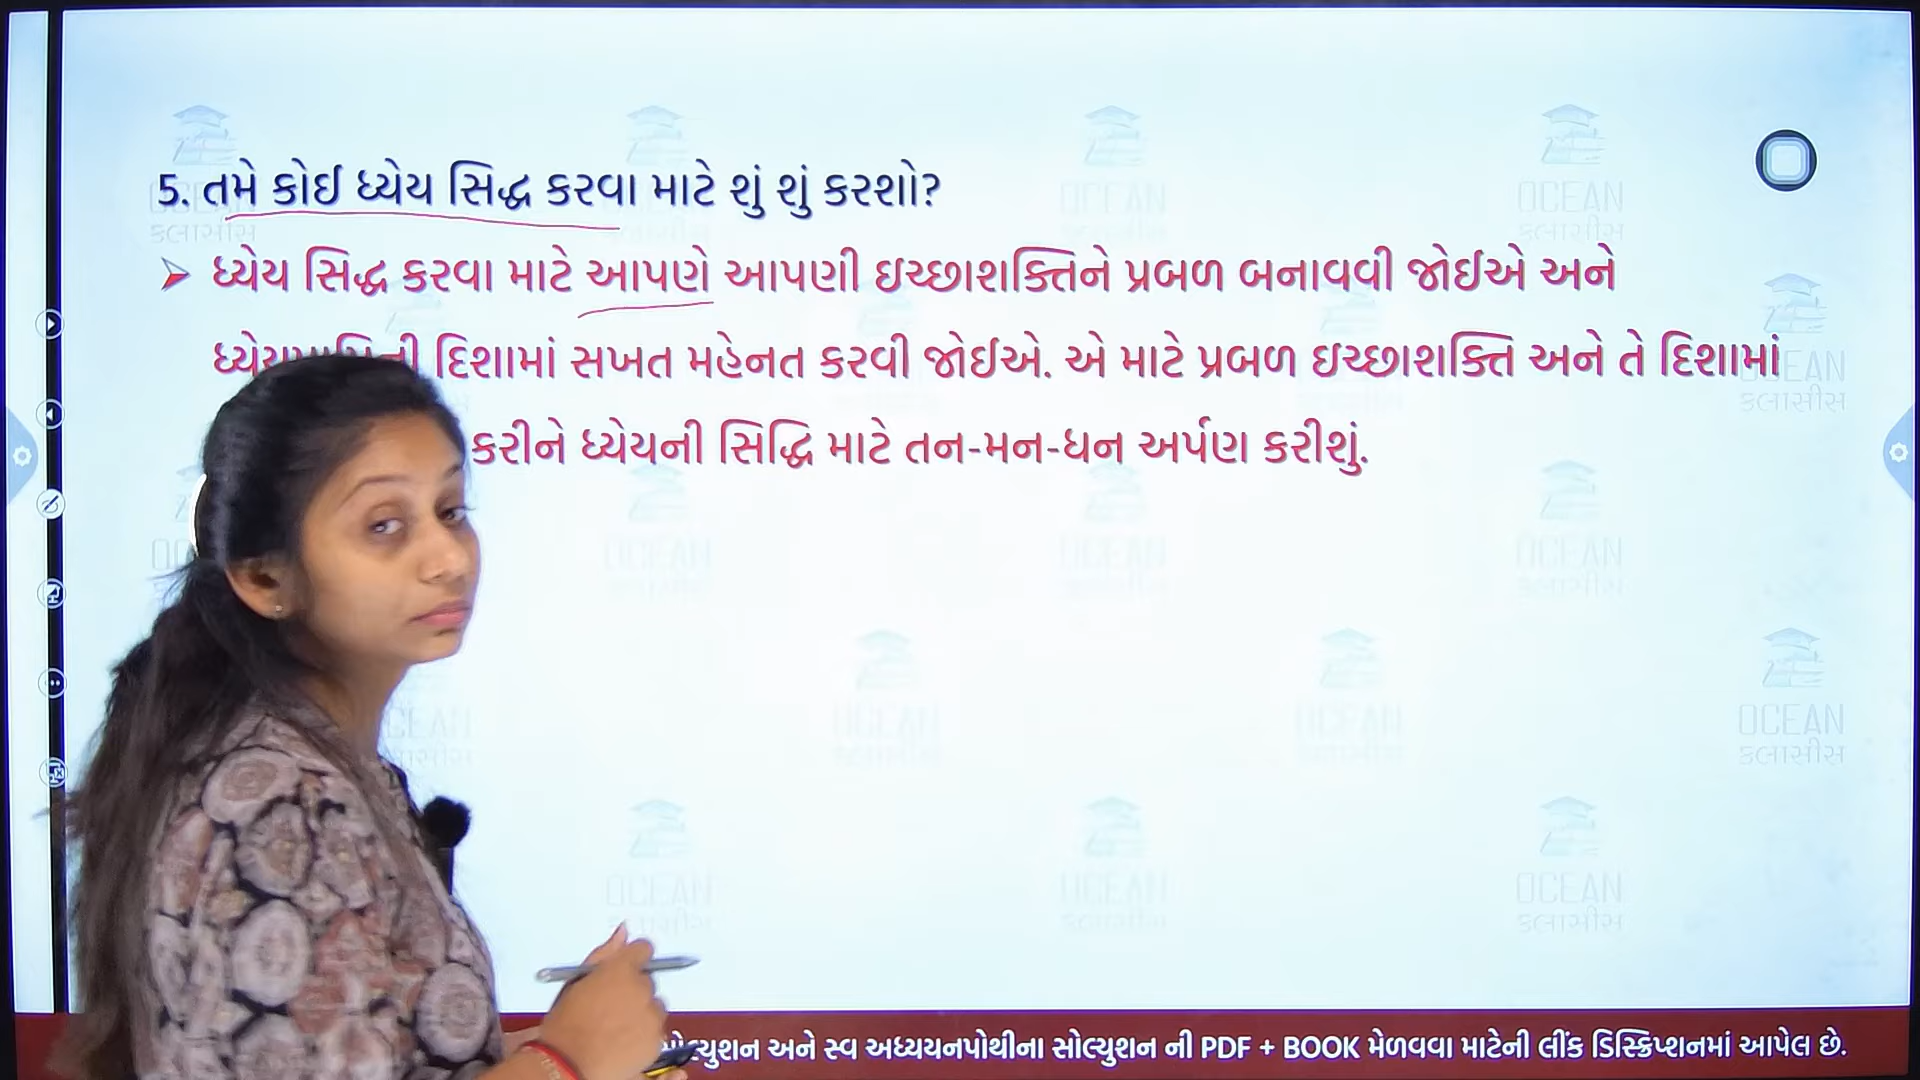 5. તમે કોઈ ધ્યેય સિદ્ધ કરવા માટે શું શું કરશો?
➢ ધ્યેય સિદ્ધ કરવા માટે આપણે આપણી ઇચ્છાશક્તિને પ્રબળ બનાવવી જોઈએ અને
દિશામાં સખત મહેનત કરવી જોઈએ. એ માટે પ્રબળ ઇચ્છાશક્તિ અને તે દિશામાં
કરીને ધ્યેયની સિદ્ધિ માટે તન-મન-ધન અર્પણ કરીશું.
OCEAN
કલાસીસ
અને સ્વ અધ્યયનપોથીના સોલ્યુશન ની PDF + BOOK મેળવવા માટેની લીંક ડિસ્ક્રિપ્શનમાં આપેલ છે.